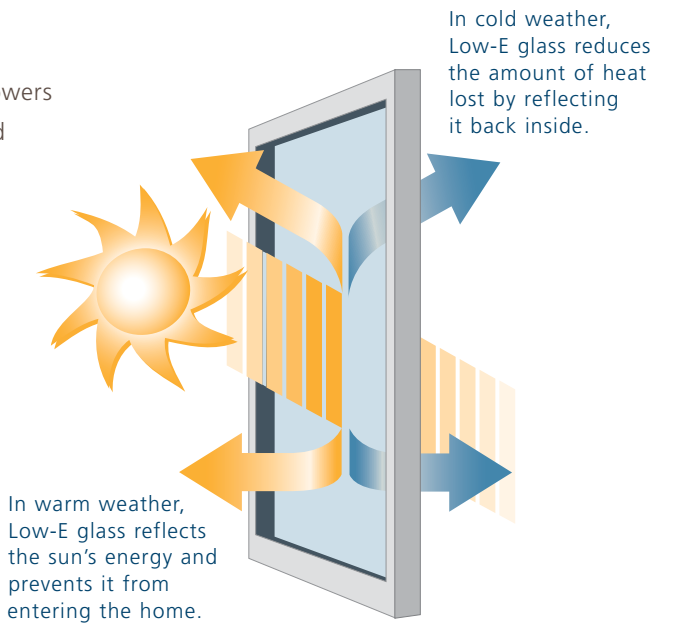 In cold weather,
Low-E glass reduces
the amount of heat
lost by reflecting
it back inside.
In warm weather,
Low-E glass reflects
the sun’s energy and
prevents it from
entering the home.